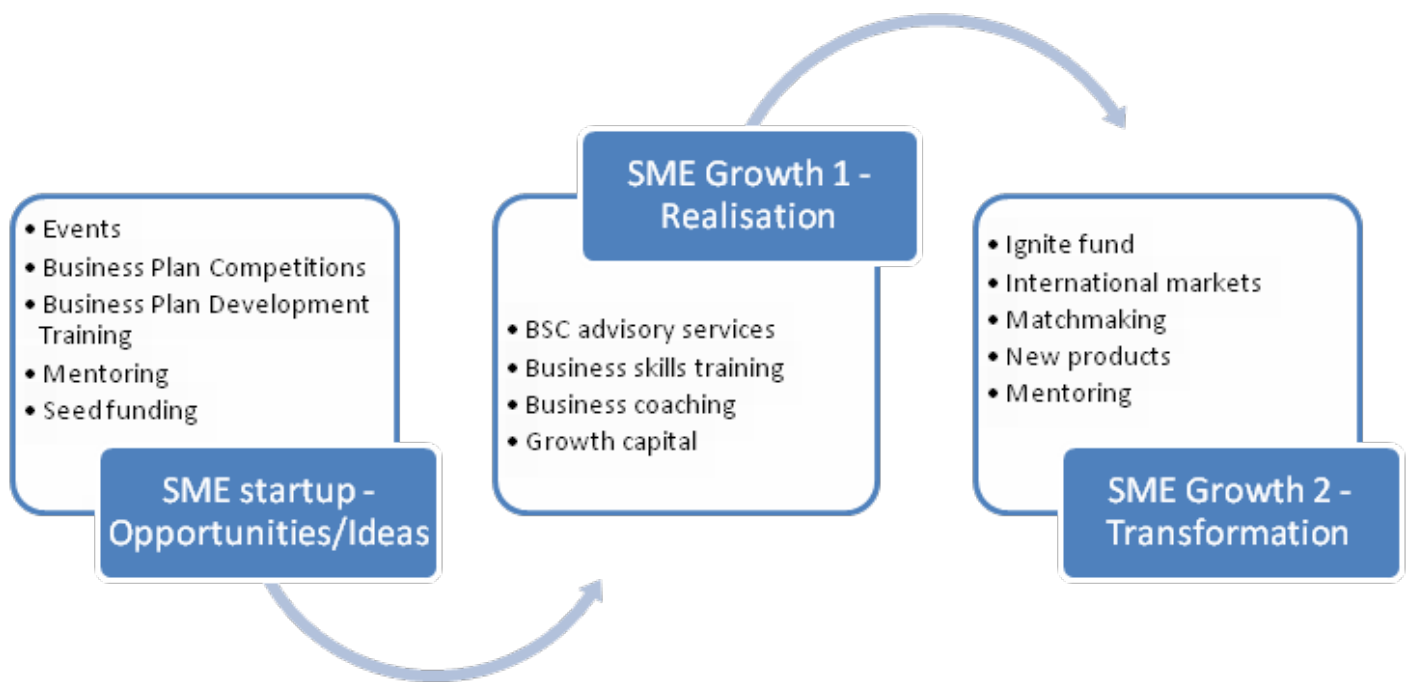 • Events
• Business Plan Competitions
• Business Plan Development
Training
• Mentoring
• Seed funding
SME startup -
Opportunities/Ideas
SME Growth 1 -
Realisation
• BSC advisory services
• Business skills training
• Business coaching
• Growth capital
• Ignite fund
• International markets
• Matchmaking
• New products
• Mentoring
SME Growth 2 -
Transformation